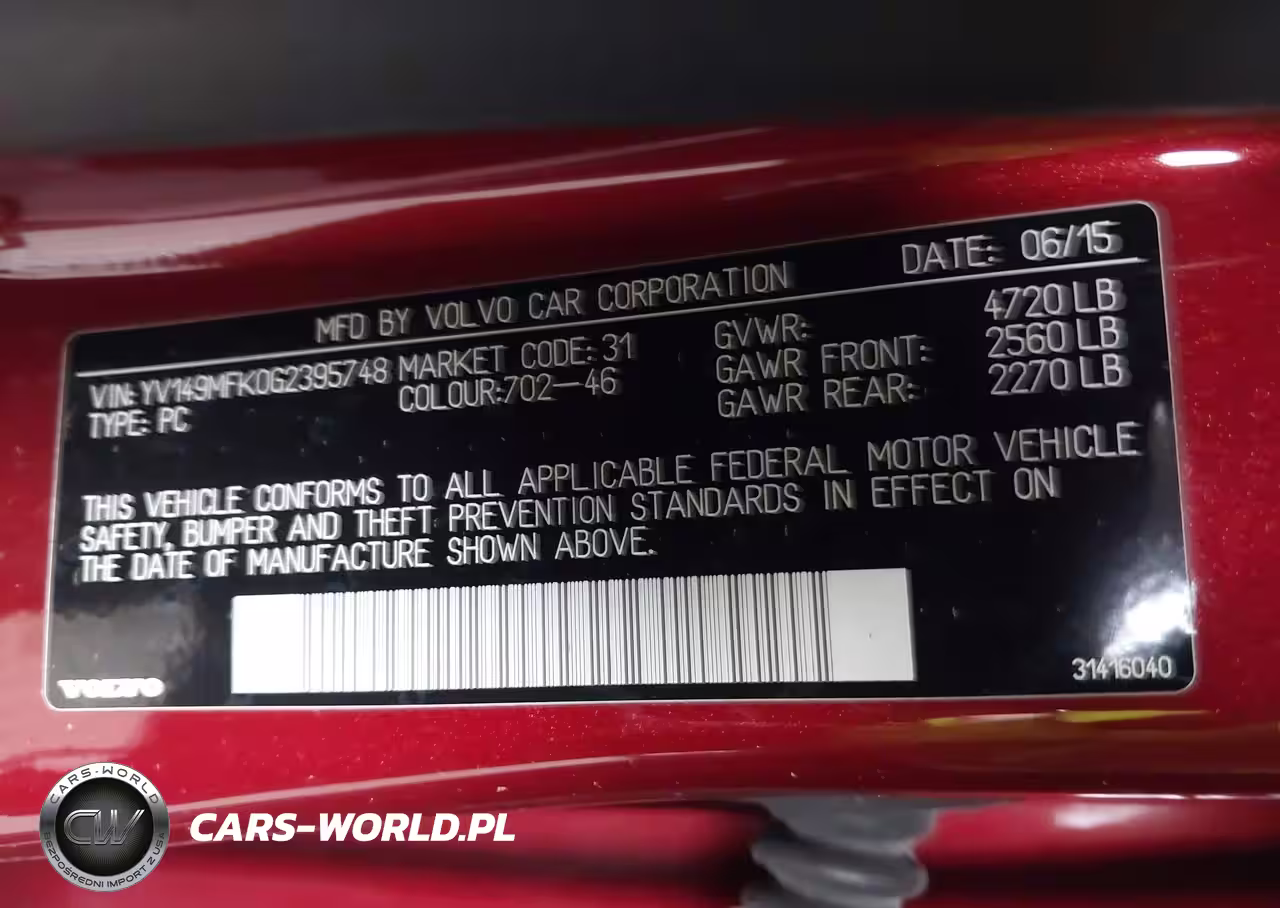 MFD BY VOLVO CAR CORPORATION DATE: 06/15
VIN: YV149MFK0G2395748 MARKET CODE: 31 GVWR: 4720 LB
TYPE: PC COLOUR: 702-46 GAWR FRONT: 2560 LB
GAWR REAR: 2270 LB
THIS VEHICLE CONFORMS TO ALL APPLICABLE FEDERAL MOTOR VEHICLE
SAFETY, BUMPER AND THEFT PREVENTION STANDARDS IN EFFECT ON
THE DATE OF MANUFACTURE SHOWN ABOVE.
VOLVO
31416040
CARS-WORLD
CW
BEZPOŚREDNI IMPORT Z USA
CARS-WORLD.PL